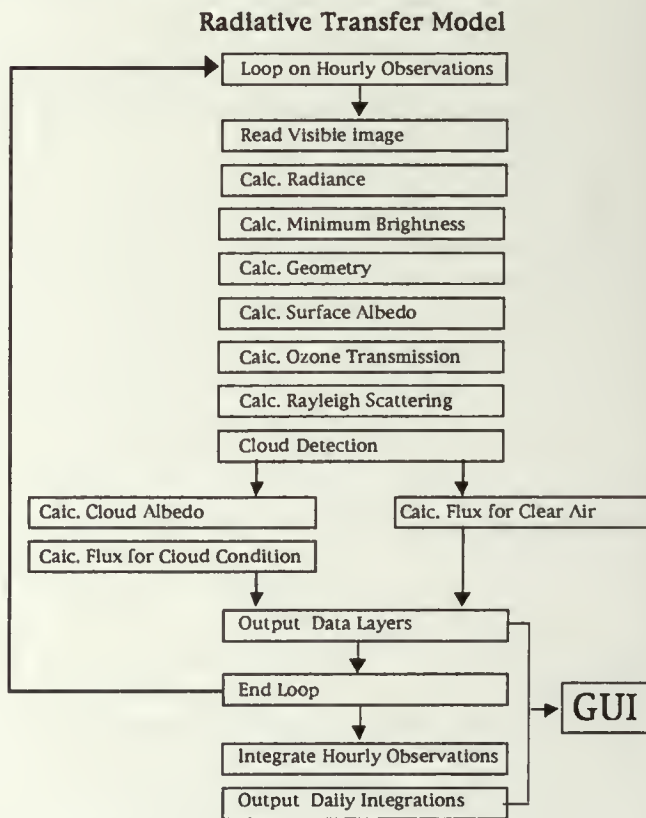 Radiative Transfer Model
Loop on Hourly Observations
Read Visible Image
Calc. Radiance
Calc. Minimum Brightness
Calc. Geometry
Calc. Surface Albedo
Calc. Ozone Transmission
Calc. Rayleigh Scattering
Cloud Detection
Calc. Cloud Albedo
Calc. Flux for Clear Air
Calc. Flux for Cloud Condition
Output Data Layers
End Loop
GUI
Integrate Hourly Observations
Output Daily Integrations